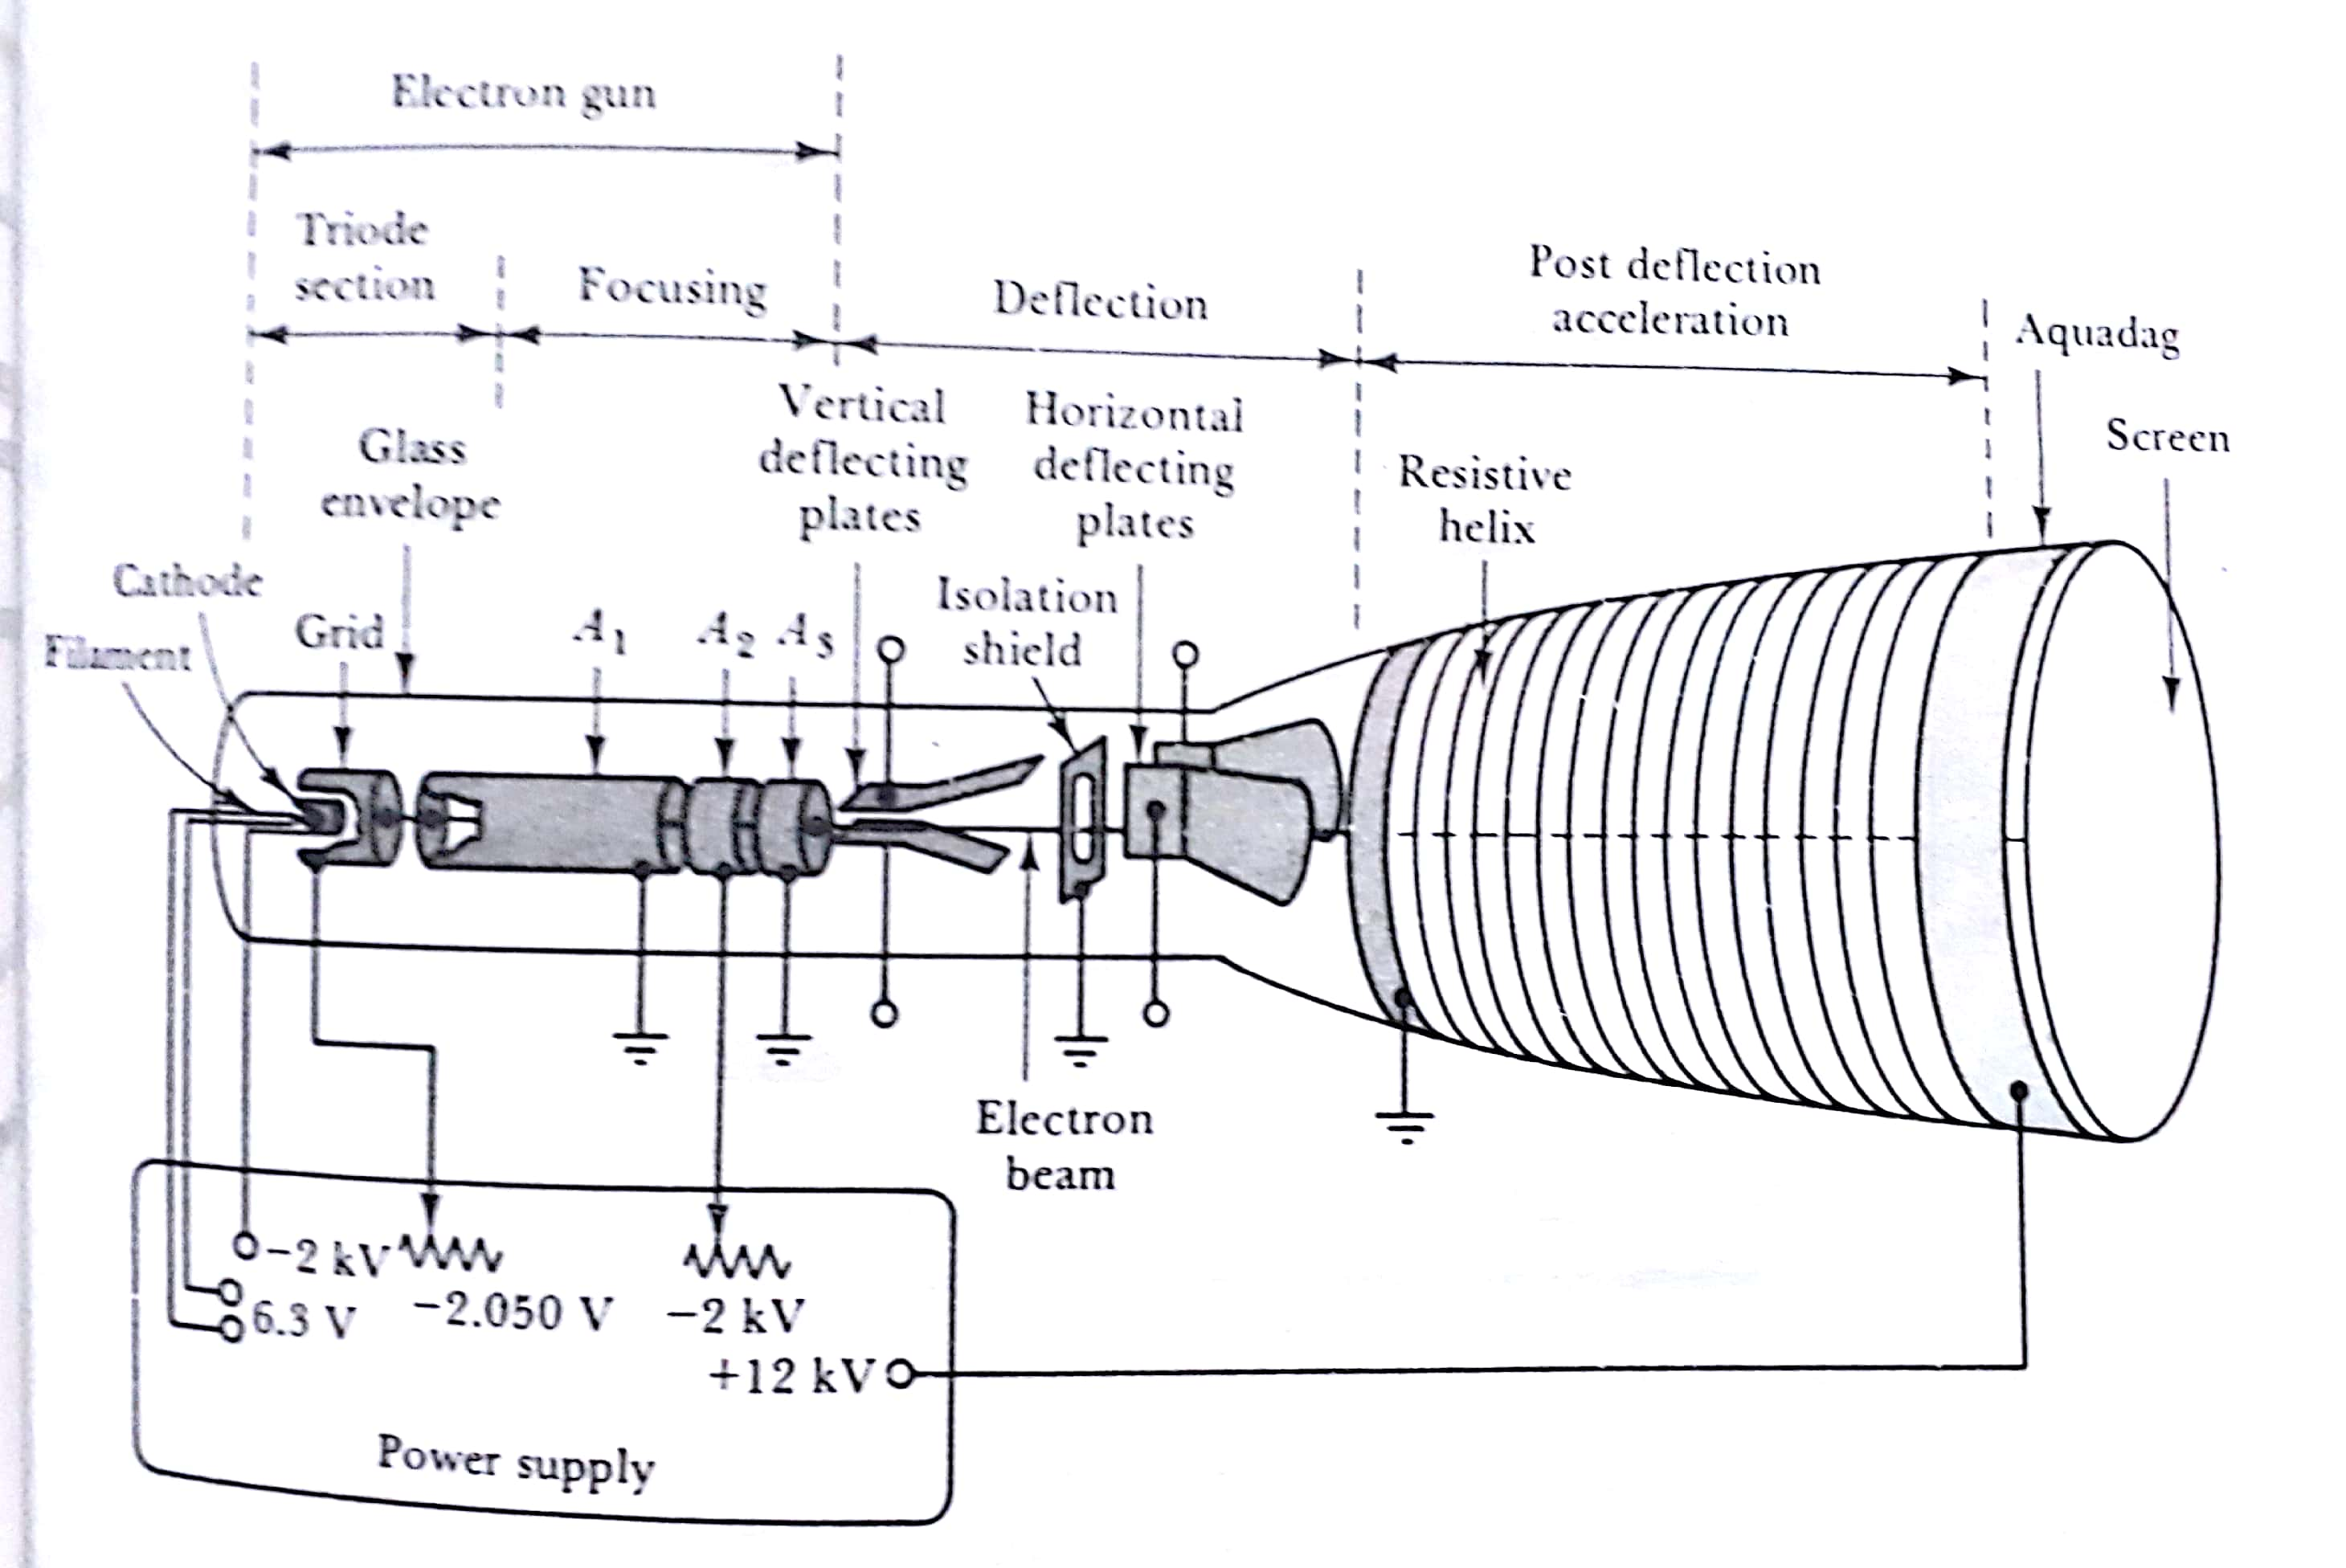 Electron gun
Triode
section
Focusing
Deflection
Post deflection
acceleration
Aquadag
Screen
Glass
envelope
Vertical
deflecting
plates
Horizontal
deflecting
plates
Resistive
helix
Cathode
Filament
Grid
A1
A2
A3
Isolation
shield
Electron
beam
-2 kV
6.3 V
-2.050 V
-2 kV
+12 kV
Power supply